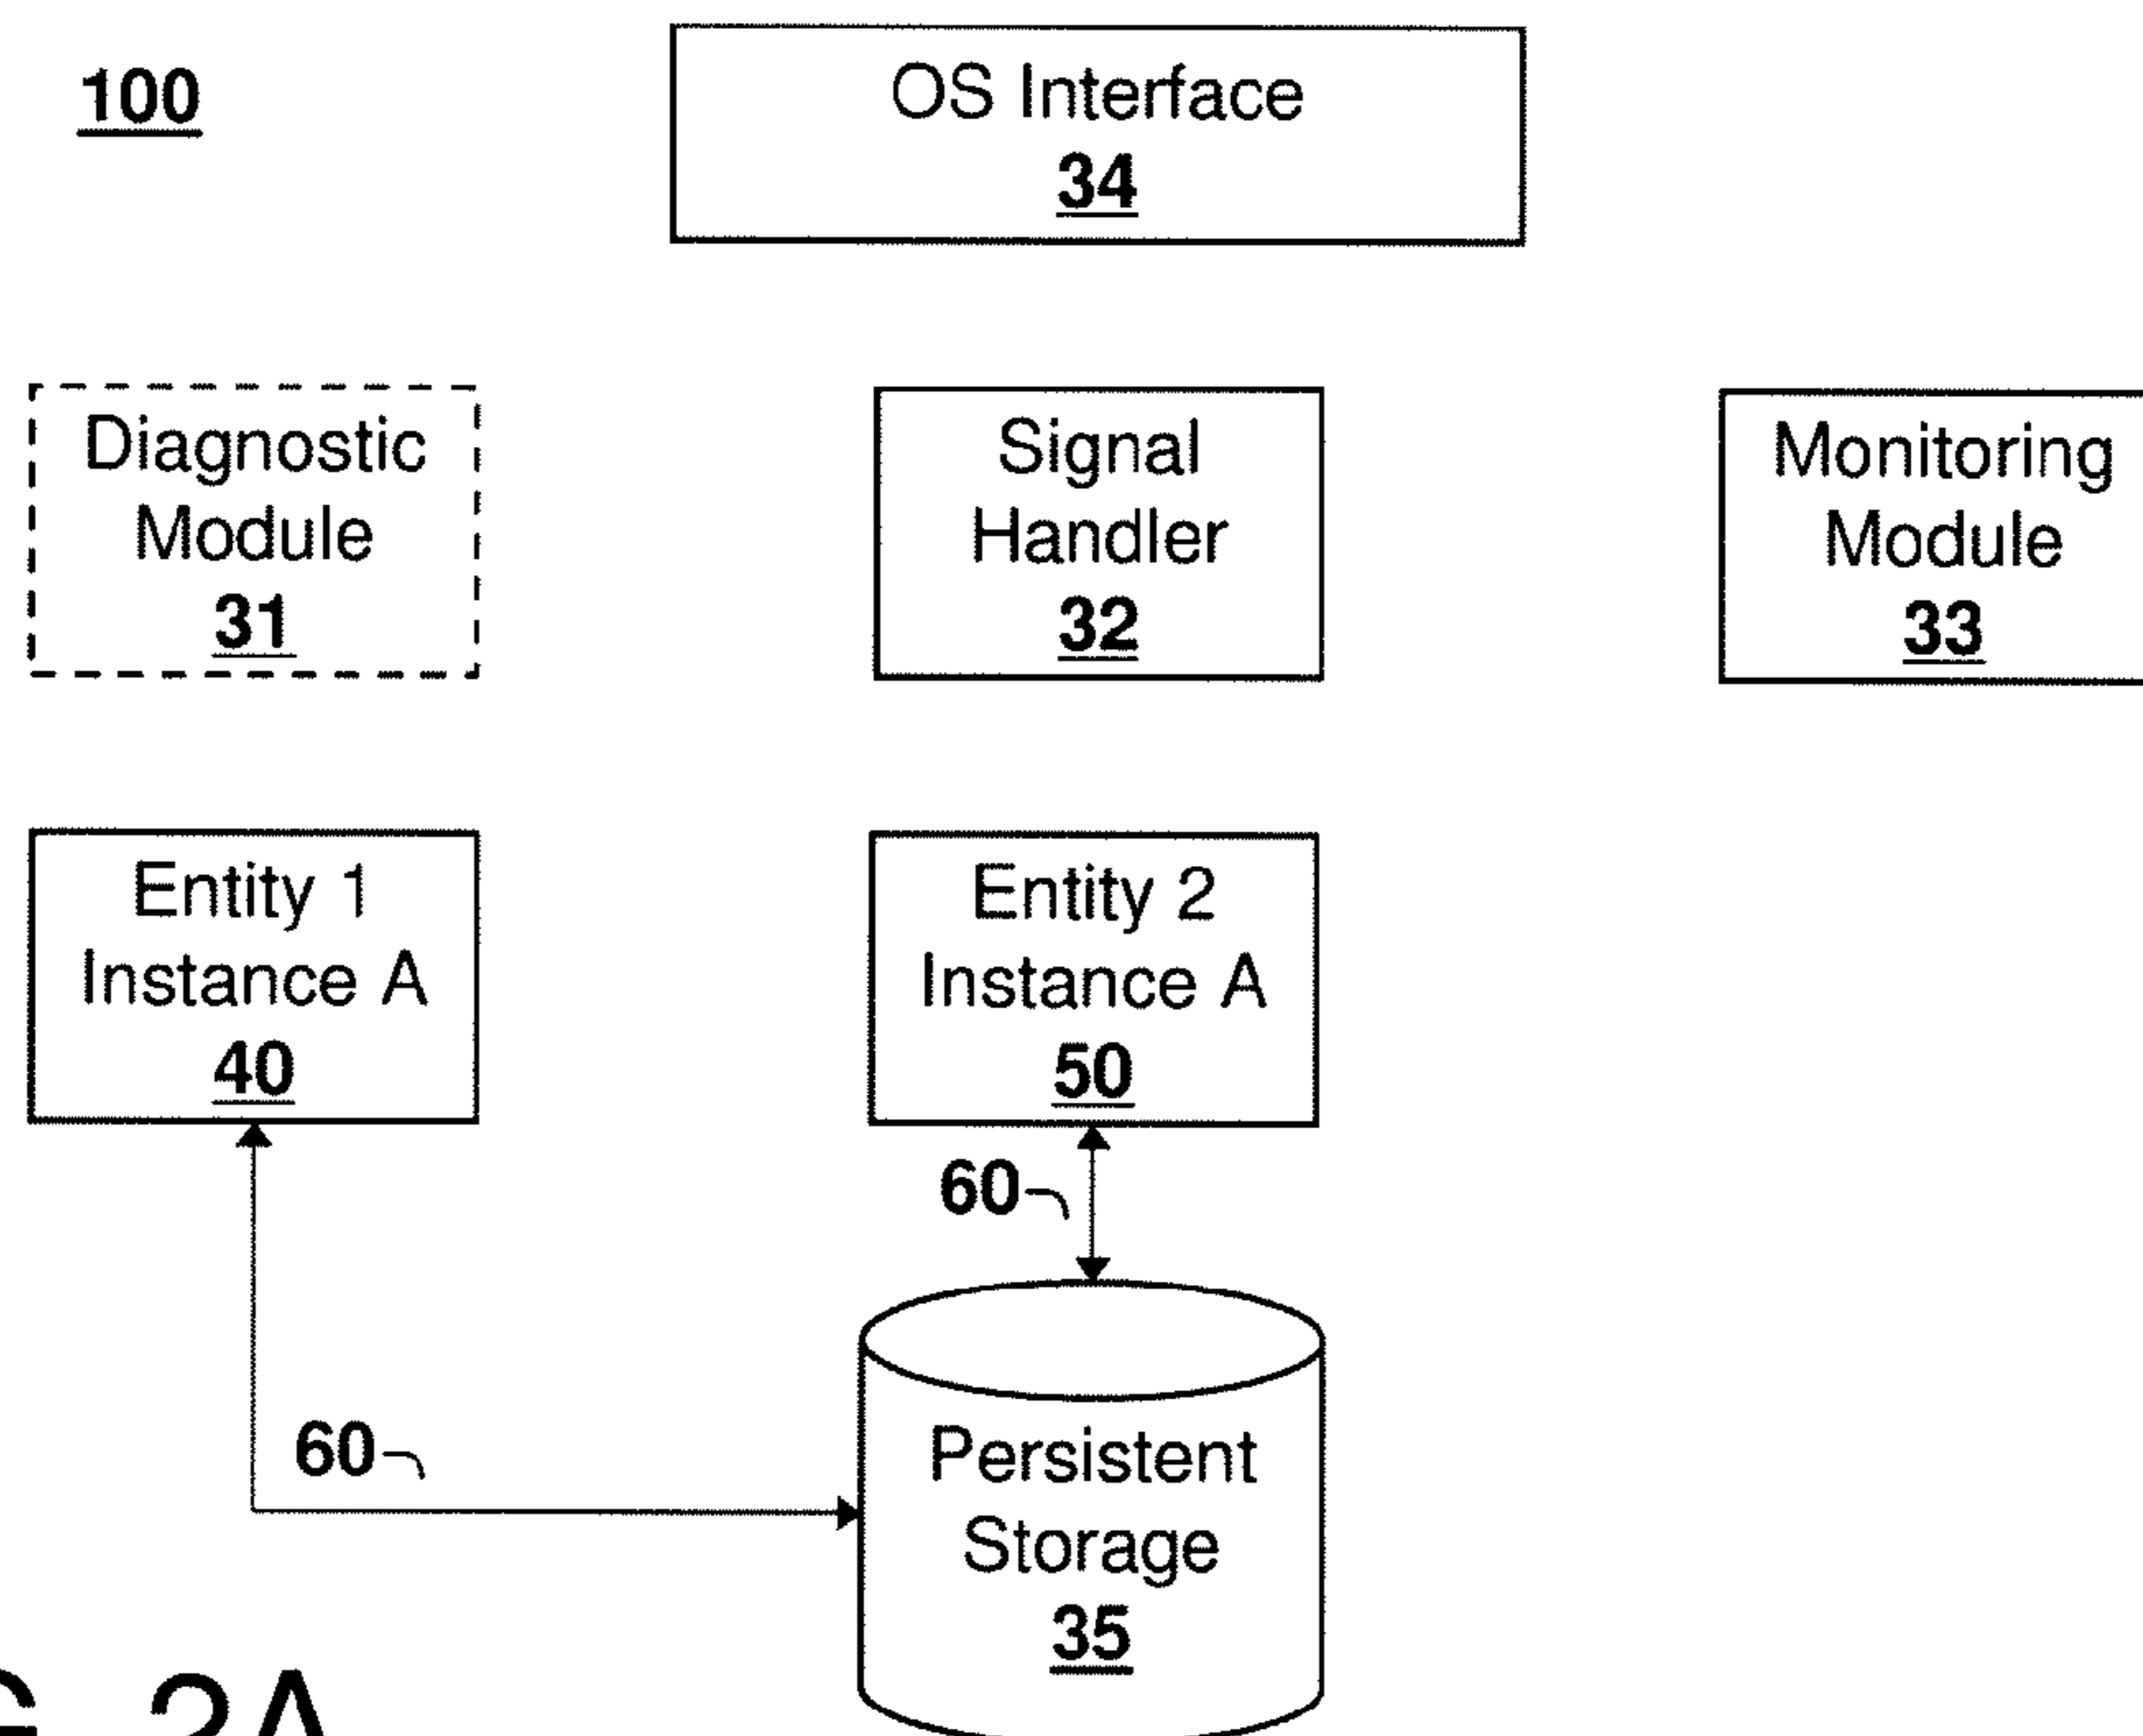 100
OS Interface
34
Diagnostic
Module
31
Signal
Handler
32
Monitoring
Module
33
Entity 1
Instance A
40
Entity 2
Instance A
50
60
60
Persistent
Storage
35
2A